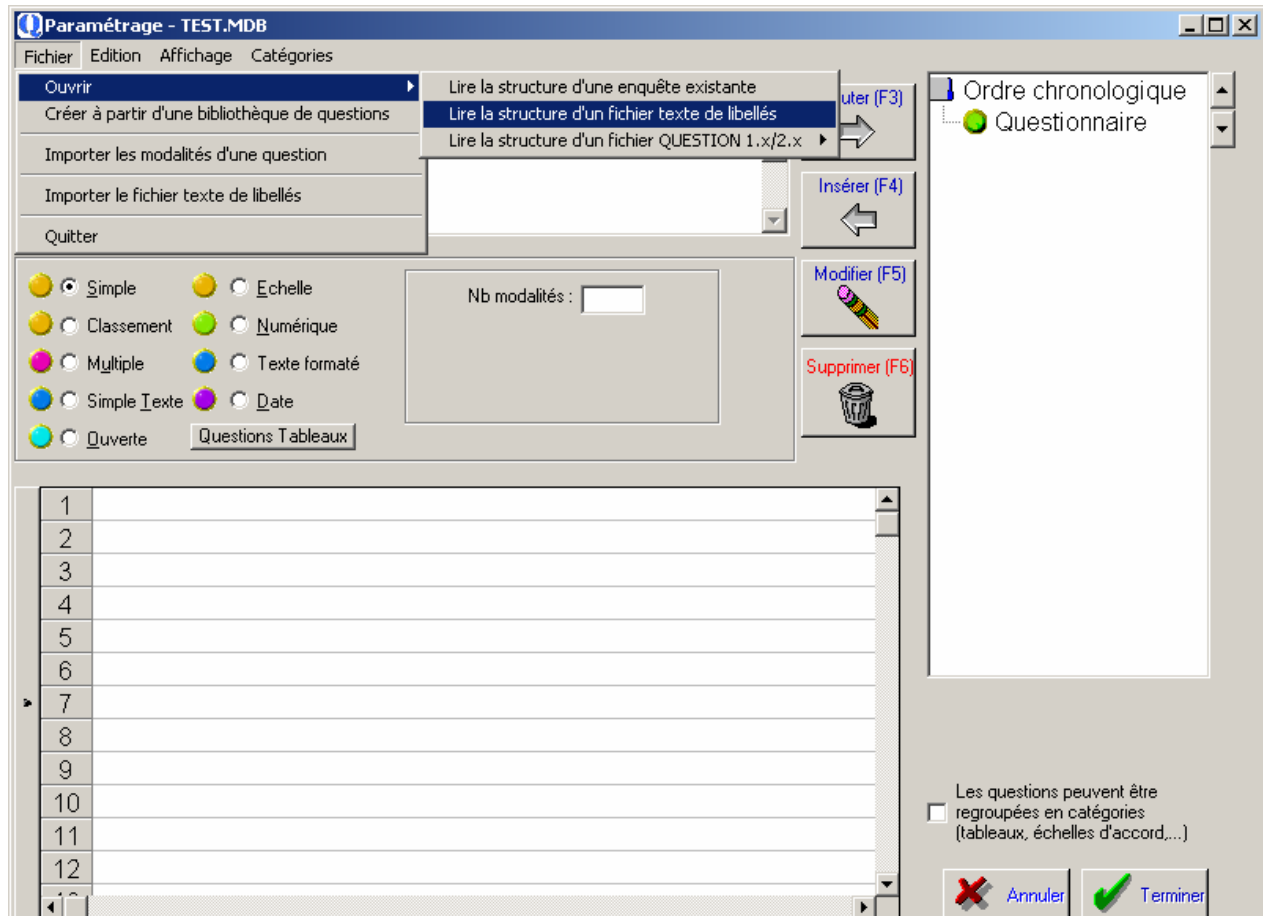 Paramétrage - TEST.MDB
Fichier Edition Affichage Catégories
Ouvrir
Créer à partir d'une bibliothèque de questions
Importer les modalités d'une question
Importer le fichier texte de libellés
Quitter
Lire la structure d'une enquête existante
Lire la structure d'un fichier texte de libellés
Lire la structure d'un fichier QUESTION 1.x/2.x
uter (F3)
Insérer (F4)
Modifier (F5)
Supprimer (F6)
Ordre chronologique
Questionnaire
Simple Echelle
Classement Numérique
Multiple Texte formaté
Simple Texte Date
Ouverte Questions Tableaux
Nb modalités :
1
2
3
4
5
6
7
8
9
10
11
12
Les questions peuvent être
regroupées en catégories
(tableaux, échelles d'accord,...)
Annuler Terminer